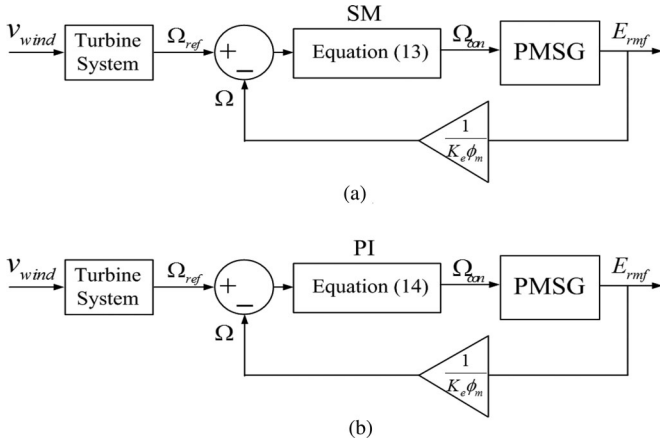 SM
v_wind Turbine System Ω_ref + − Equation (13) Ω_con PMSG E_rmf
Ω
1/(K_e ϕ_m)
(a)
PI
v_wind Turbine System Ω_ref + − Equation (14) Ω_con PMSG E_rmf
Ω
1/(K_e ϕ_m)
(b)